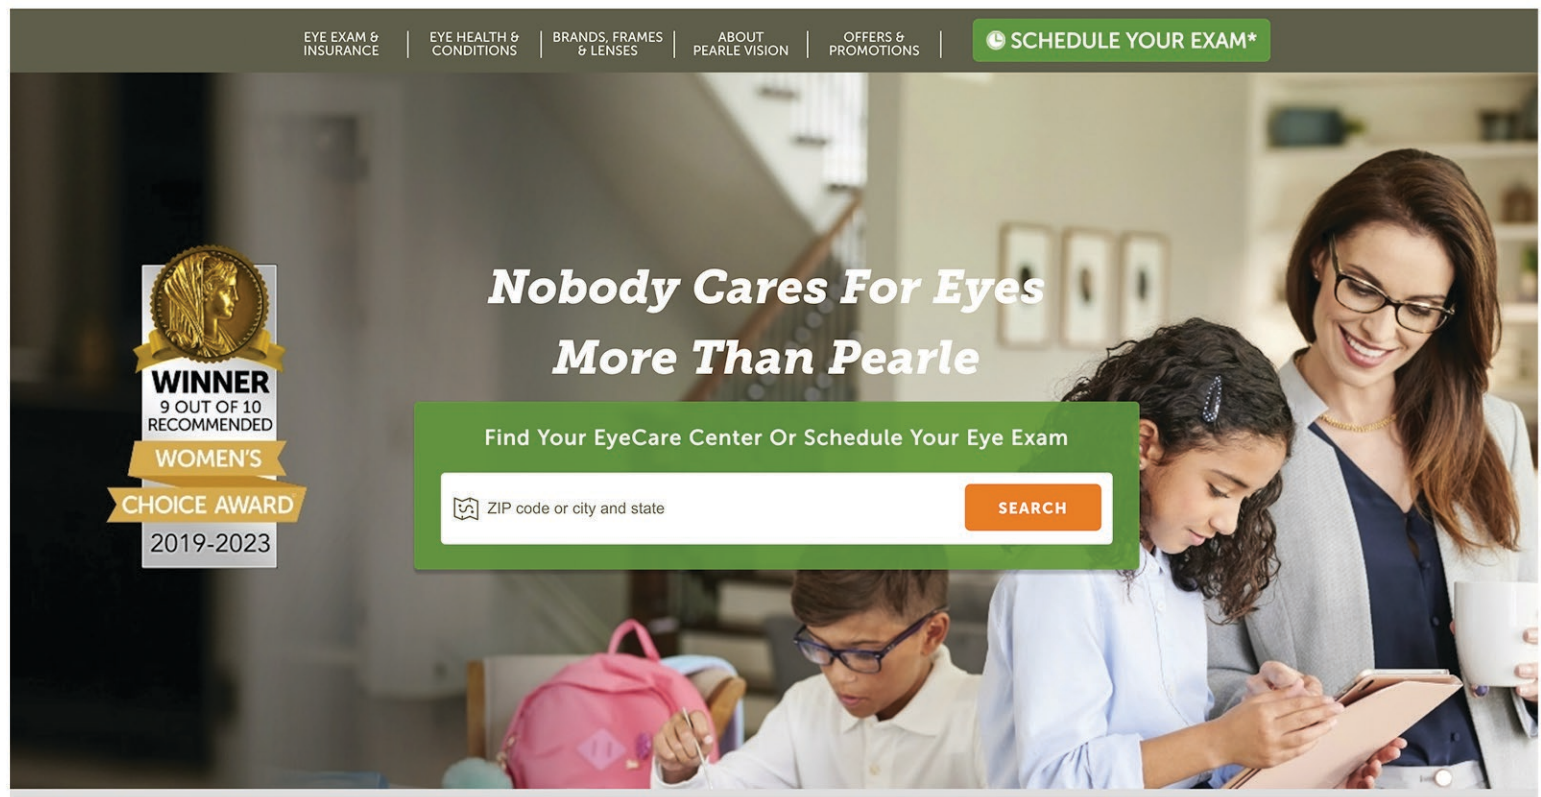 EYE EXAM &
INSURANCE
EYE HEALTH &
CONDITIONS
BRANDS, FRAMES
& LENSES
ABOUT
PEARLE VISION
OFFERS &
PROMOTIONS
SCHEDULE YOUR EXAM*
Nobody Cares For Eyes
More Than Pearle
WINNER
9 OUT OF 10
RECOMMENDED
WOMEN'S
CHOICE AWARD
2019-2023
Find Your EyeCare Center Or Schedule Your Eye Exam
ZIP code or city and state
SEARCH